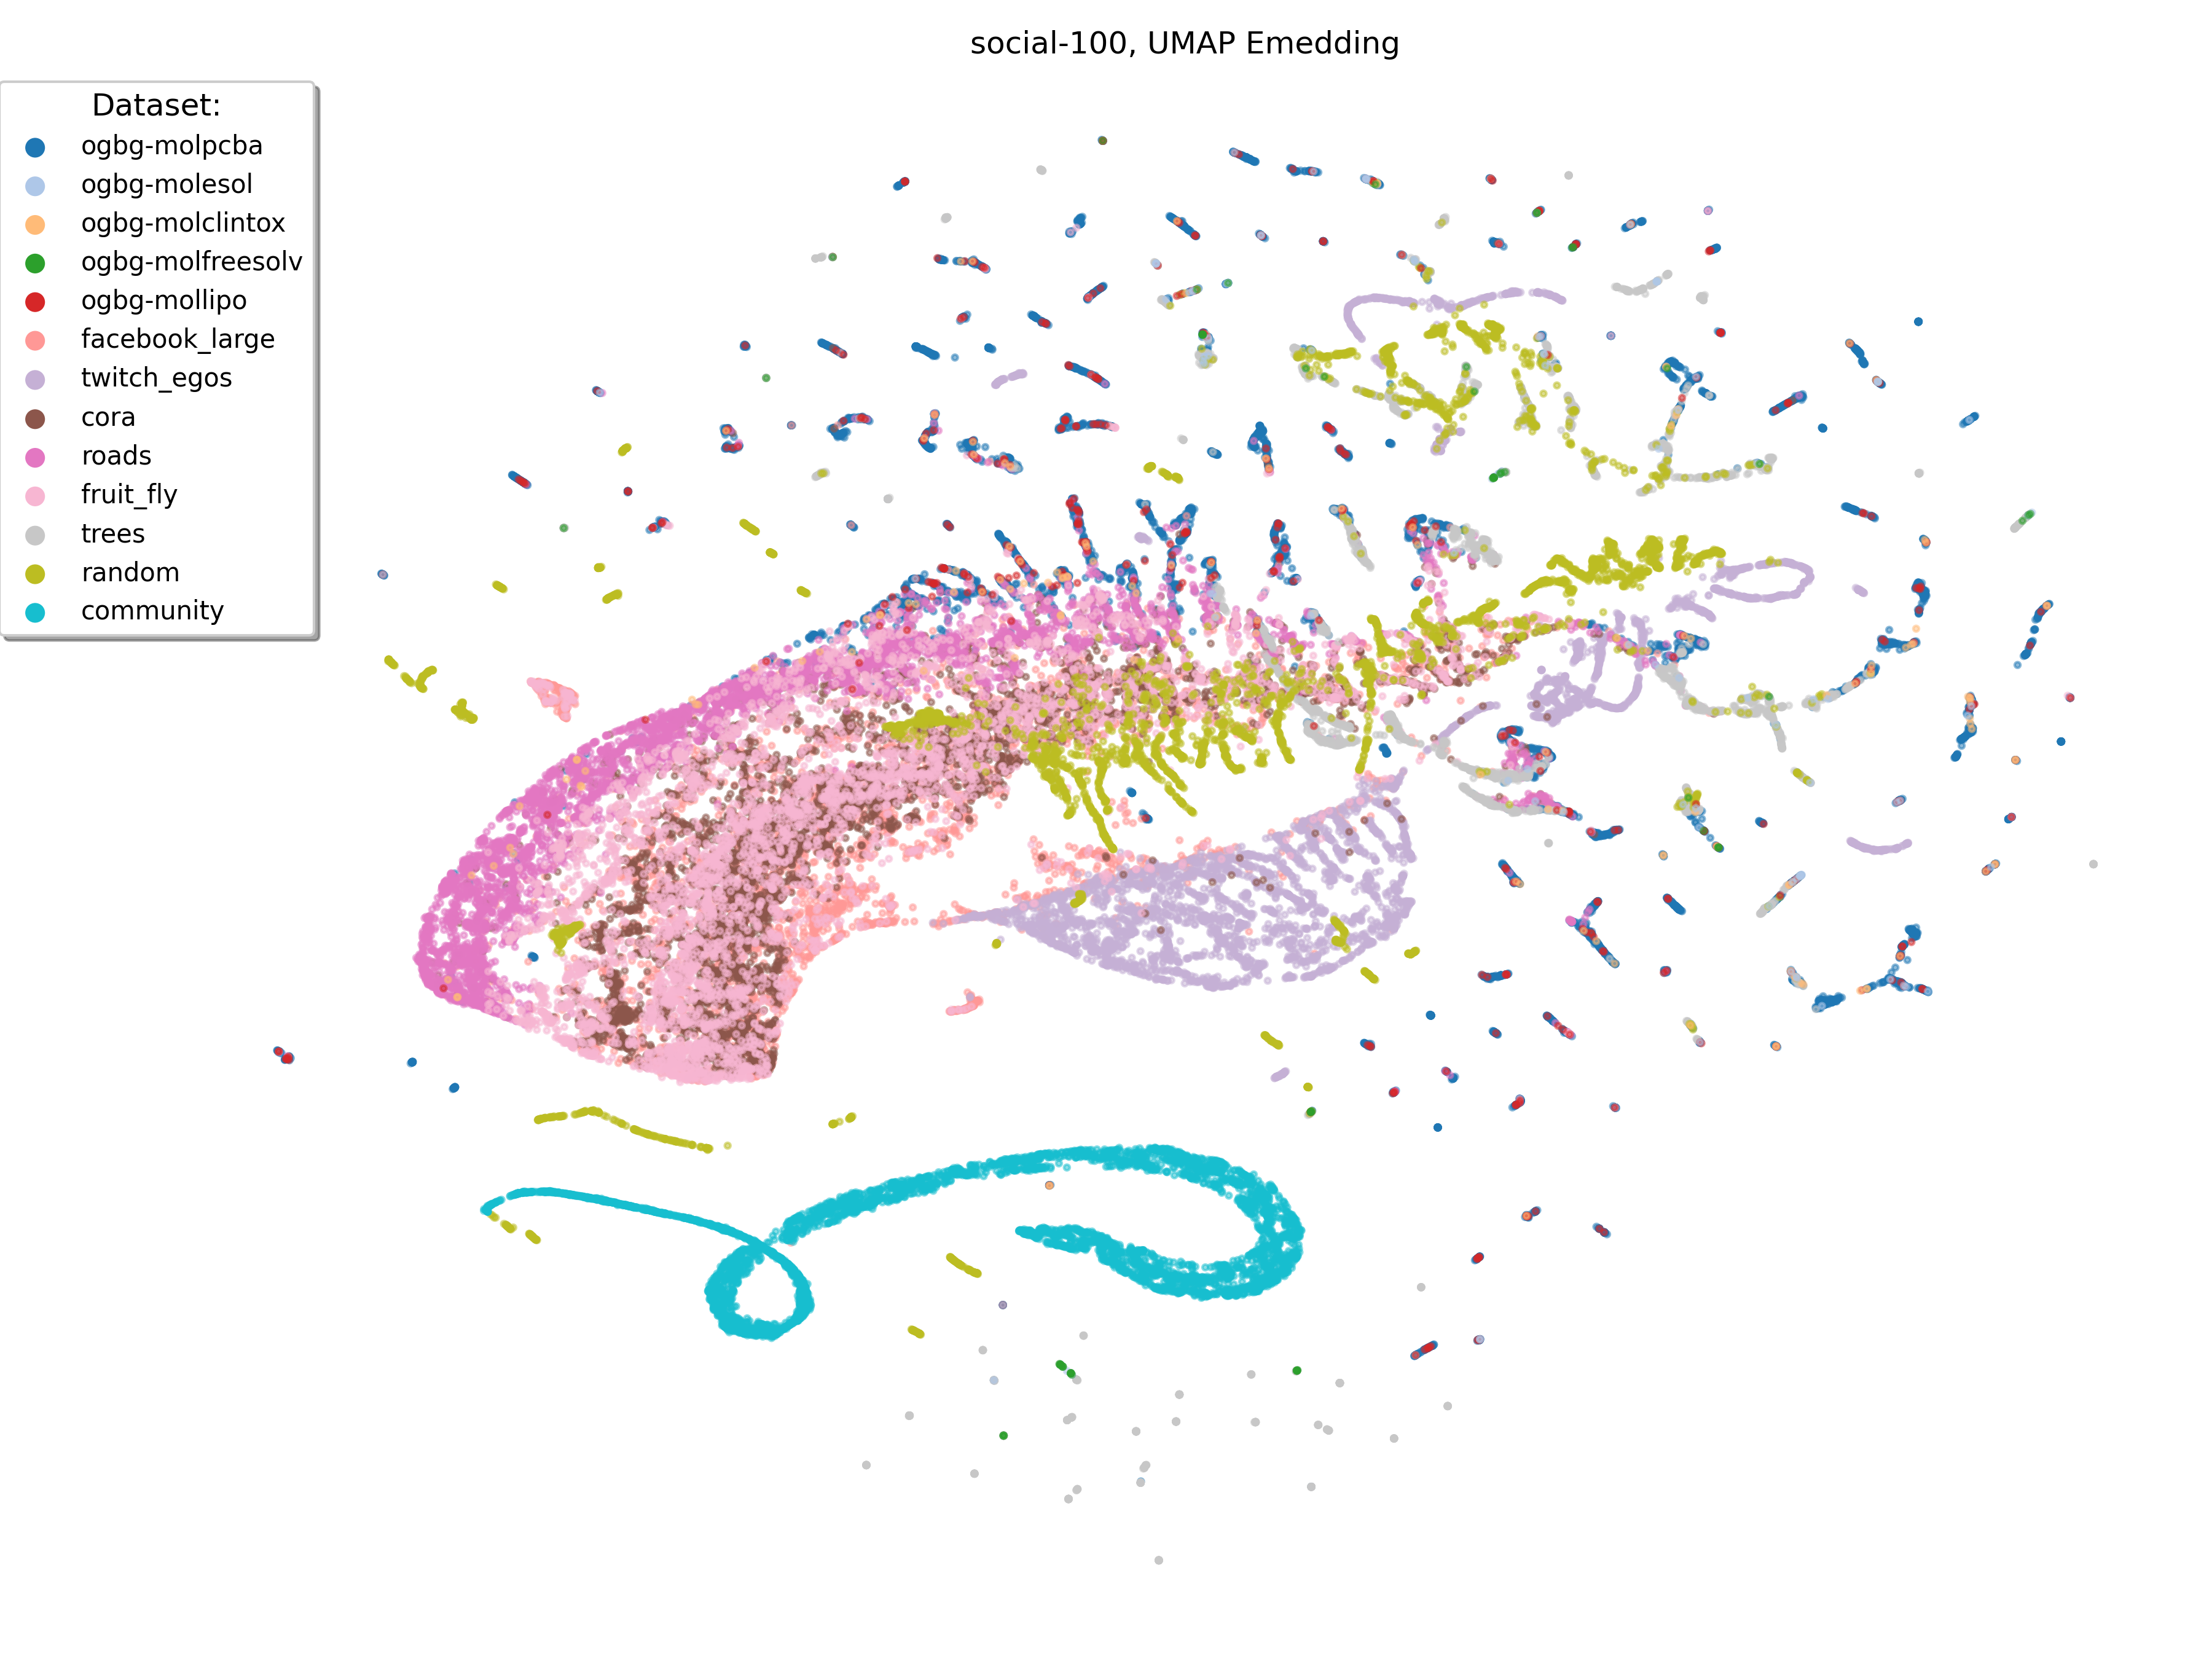 social-100, UMAP Emedding
Dataset:
ogbg-molpcba
ogbg-molesol
ogbg-molclintox
ogbg-molfreesolv
ogbg-mollipo
facebook_large
twitch_egos
cora
roads
fruit_fly
trees
random
community